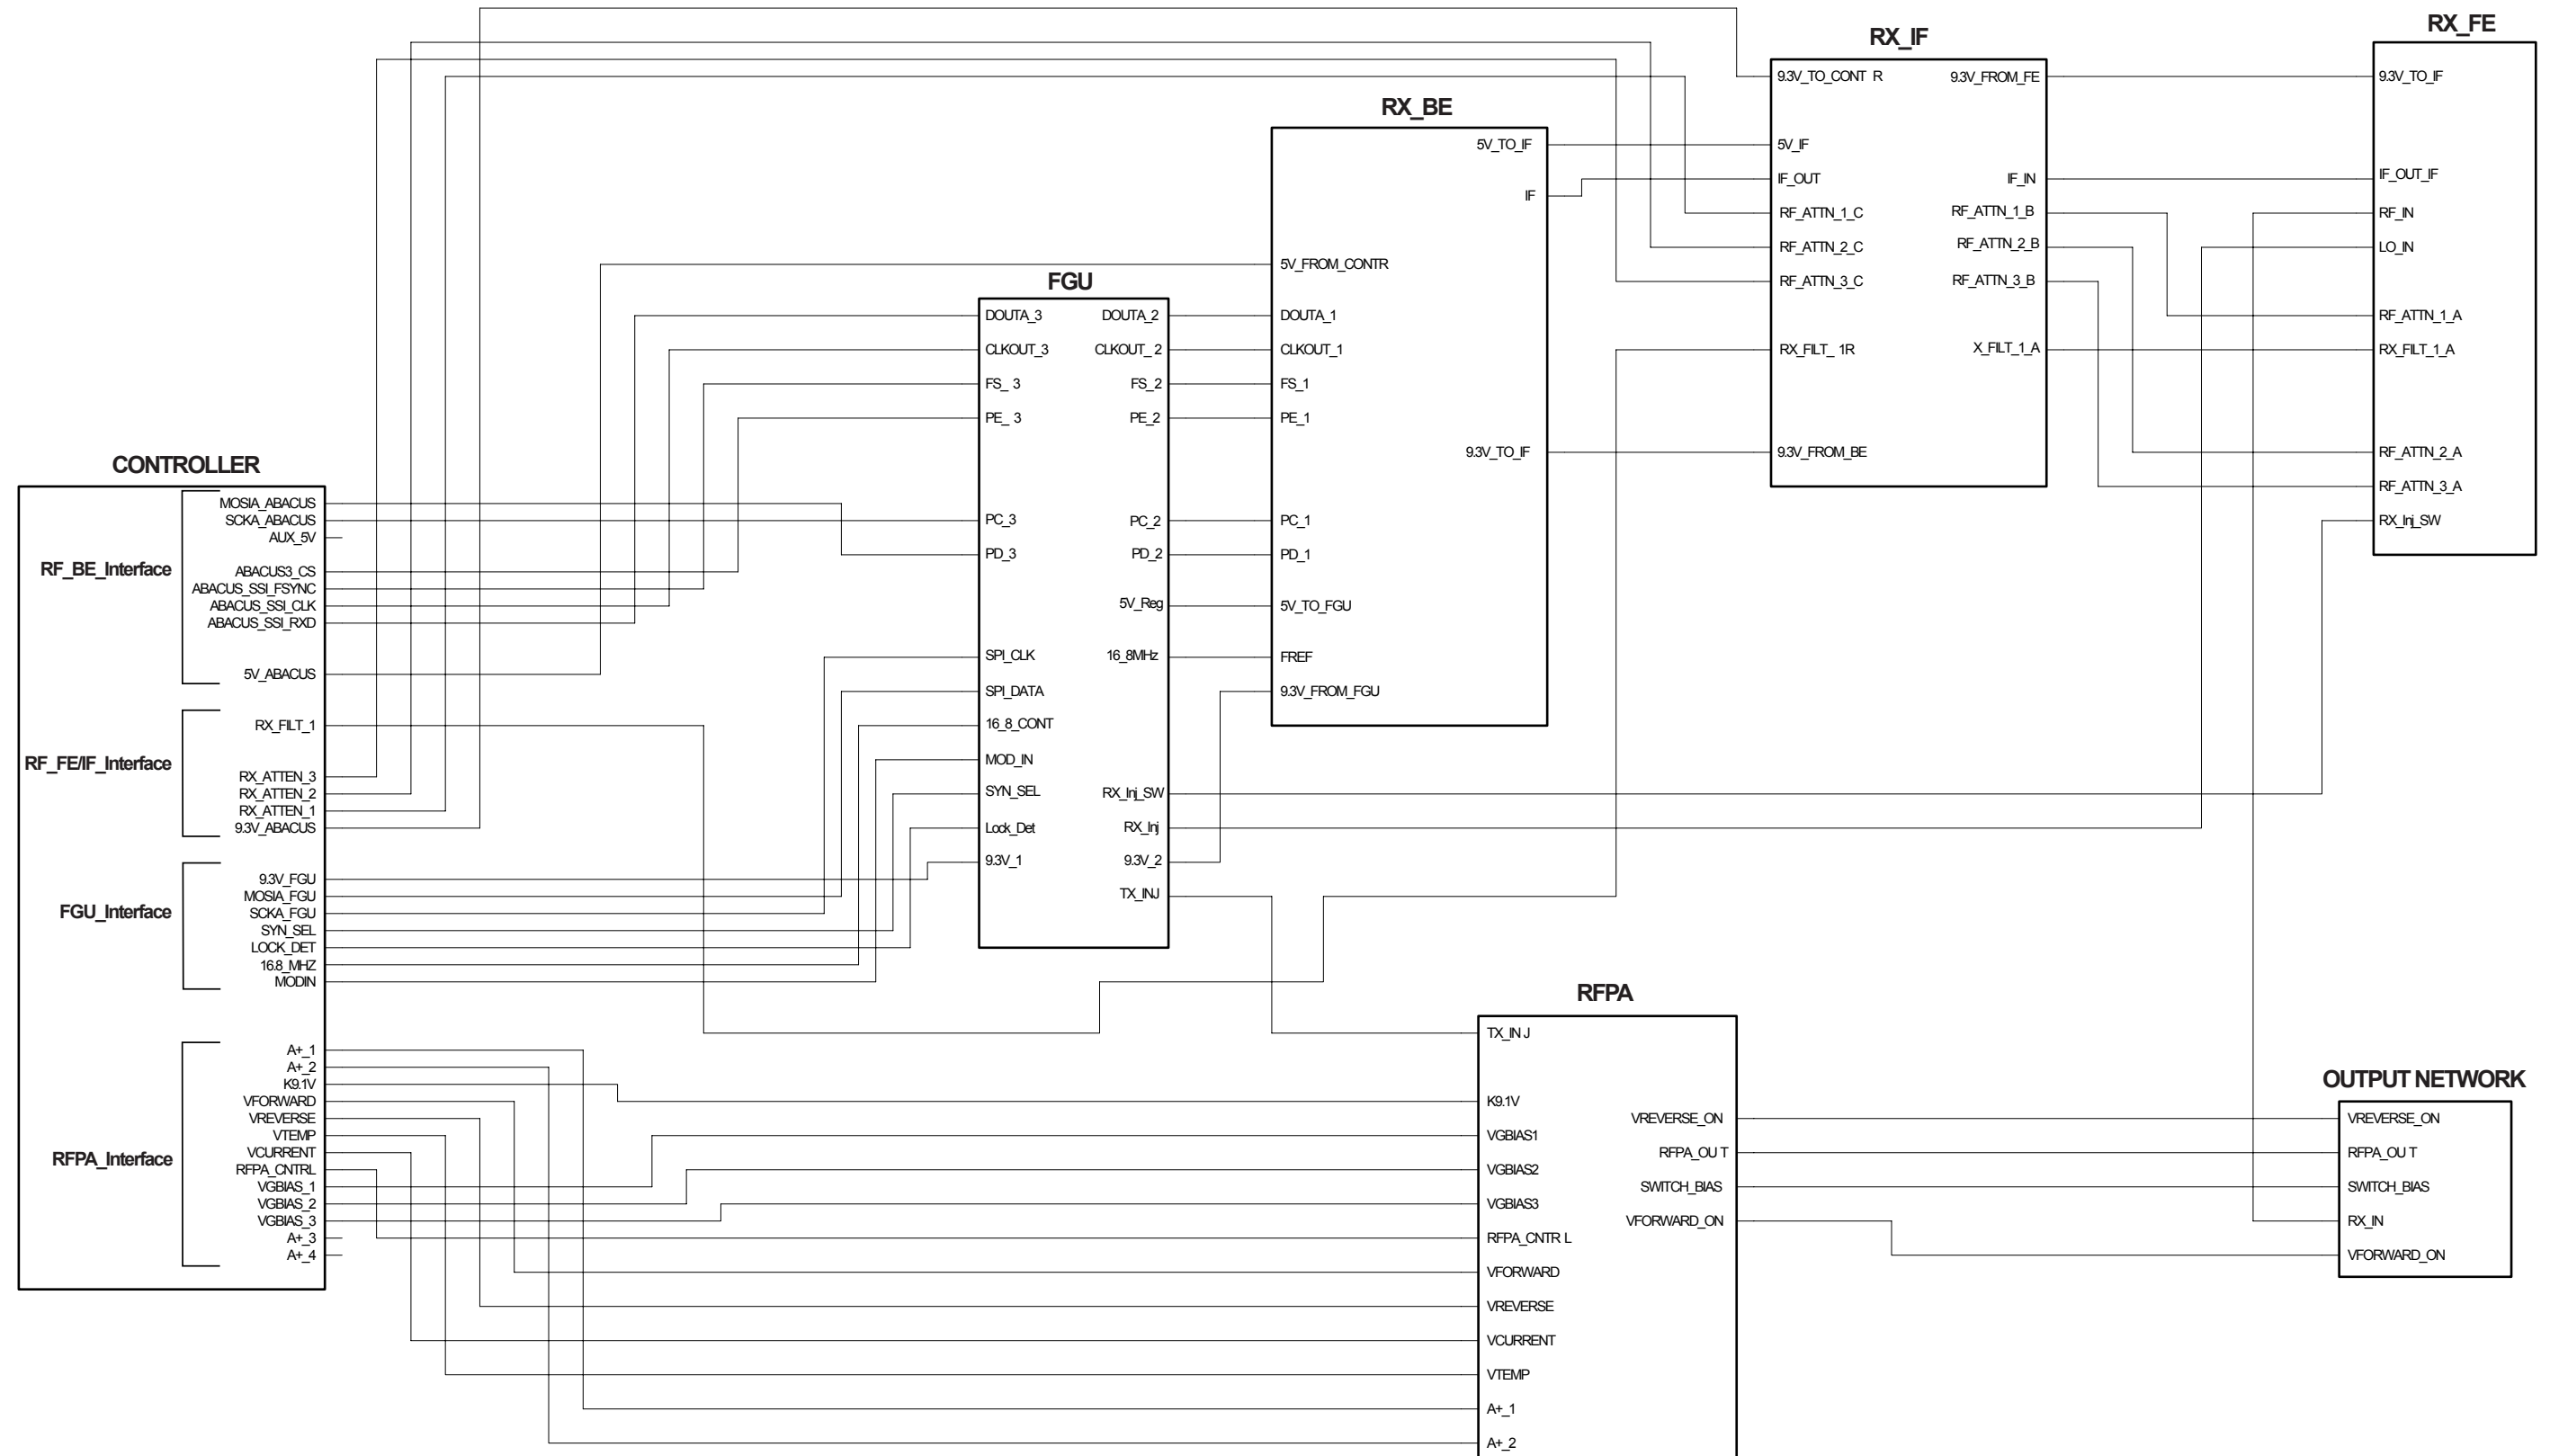 CONTROLLER
RF_BE_Interface
MOSIA_ABACUS
SCKA_ABACUS
AUX_5V
ABACUS3_CS
ABACUS_SSI_FSYNC
ABACUS_SSI_CLK
ABACUS_SSI_RXD
5V_ABACUS
RF_FE/IF_Interface
RX_FILT_1
RX_ATTEN_3
RX_ATTEN_2
RX_ATTEN_1
9.3V_ABACUS
FGU_Interface
9.3V_FGU
MOSIA_FGU
SCKA_FGU
SYN_SEL
LOCK_DET
16.8_MHZ
MODIN
RFPA_Interface
A+_1
A+_2
K9.1V
VFORWARD
VREVERSE
VTEMP
VCURRENT
RFPA_CNTRL
VGBIAS_1
VGBIAS_2
VGBIAS_3
A+_3
A+_4
FGU
DOUTA_3
CLKOUT_3
FS_ 3
PE_ 3
PC_3
PD_3
SPI_CLK
SPI_DATA
16_8_CONT
MOD_IN
SYN_SEL
Lock_Det
9.3V_1
DOUTA_2
CLKOUT_ 2
FS_2
PE_2
PC_2
PD_2
5V_Reg
16_8MHz
RX_Inj_SW
RX_Inj
9.3V_2
TX_INJ
RX_BE
5V_FROM_CONTR
DOUTA_1
CLKOUT_1
FS_1
PE_1
PC_1
PD_1
5V_TO_FGU
FREF
9.3V_FROM_FGU
5V_TO_IF
IF
9.3V_TO_IF
RX_IF
9.3V_TO_CONT R
5V_IF
IF_OUT
RF_ATTN_1_C
RF_ATTN_2_C
RF_ATTN_3_C
RX_FILT_ 1R
9.3V_FROM_BE
9.3V_FROM_FE
IF_IN
RF_ATTN_1_B
RF_ATTN_2_B
RF_ATTN_3_B
X_FILT_1_A
RX_FE
9.3V_TO_IF
IF_OUT_IF
RF_IN
LO_IN
RF_ATTN_1_A
RX_FILT_1_A
RF_ATTN_2_A
RF_ATTN_3_A
RX_Inj_SW
RFPA
TX_IN J
K9.1V
VGBIAS1
VGBIAS2
VGBIAS3
RFPA_CNTR L
VFORWARD
VREVERSE
VCURRENT
VTEMP
A+_1
A+_2
VREVERSE_ON
RFPA_OU T
SWITCH_BIAS
VFORWARD_ON
OUTPUT NETWORK
VREVERSE_ON
RFPA_OU T
SWITCH_BIAS
RX_IN
VFORWARD_ON